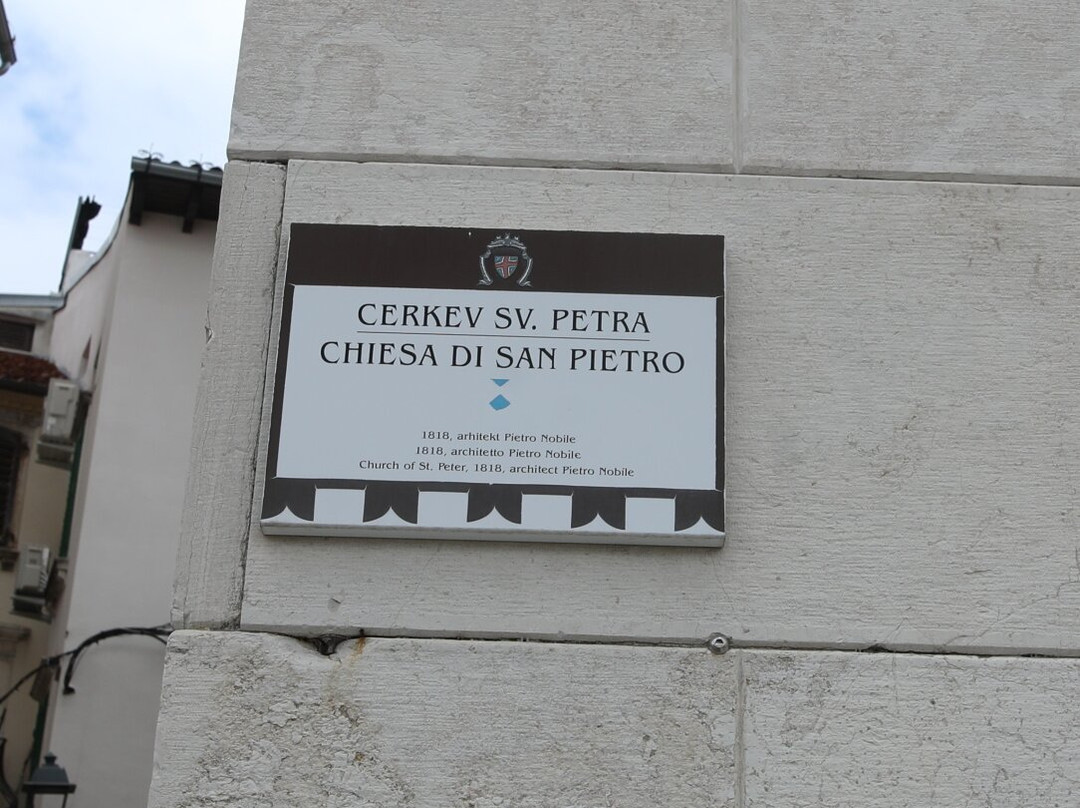 CERKEV SV. PETRA
CHIESA DI SAN PIETRO
1818, arhitekt Pietro Nobile
1818, architetto Pietro Nobile
Church of St. Peter, 1818, architect Pietro Nobile